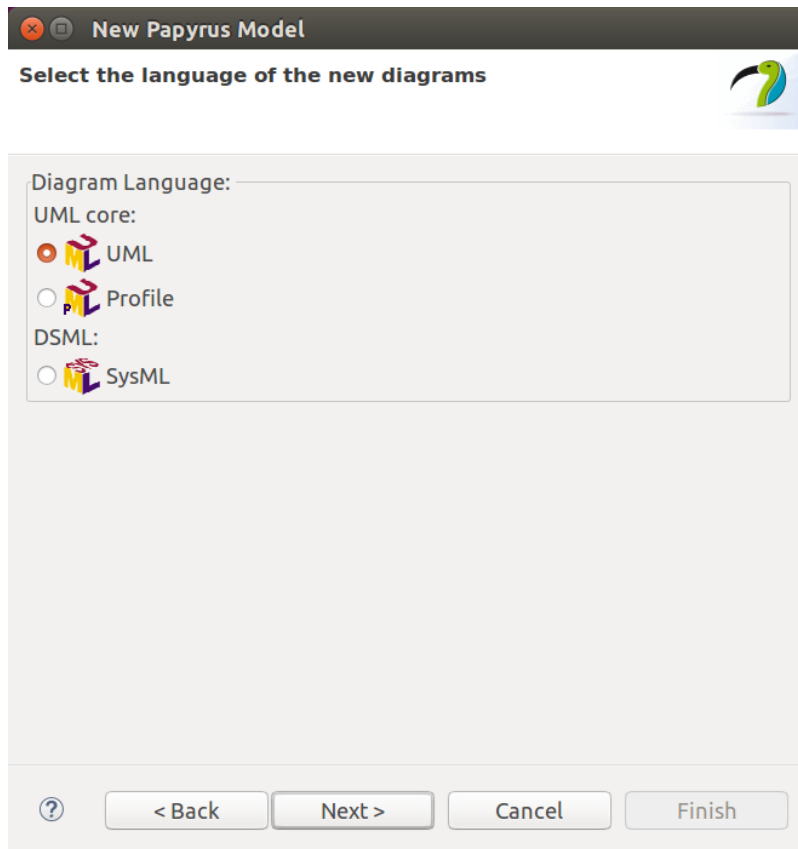 New Papyrus Model
Select the language of the new diagrams
Diagram Language:
UML core:
UML
Profile
DSML:
SysML
< Back Next > Cancel Finish